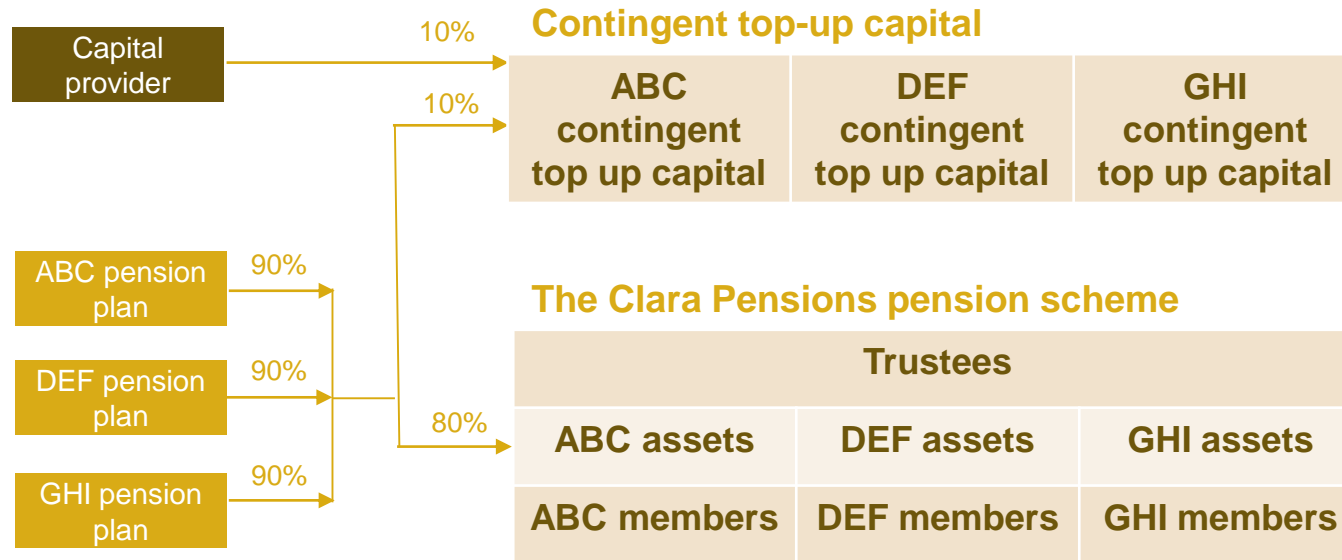 Contingent top-up capital
Capital
provider
10%
ABC
contingent
top up capital
DEF
contingent
top up capital
GHI
contingent
top up capital
10%
ABC pension
plan
90%
DEF pension
plan
90%
GHI pension
plan
90%
80%
The Clara Pensions pension scheme
Trustees
ABC assets
DEF assets
GHI assets
ABC members
DEF members
GHI members